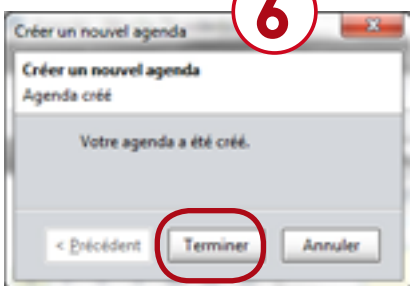 6
Créer un nouvel agenda
Créer un nouvel agenda
Agenda créé
Votre agenda a été créé.
< Précédent
Terminer
Annuler